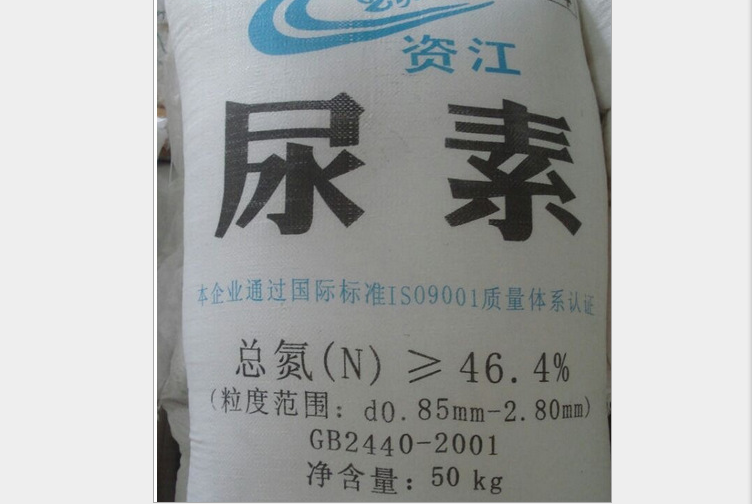 资江
尿素
本企业通过国际标准ISO9001质量体系认证
总氮(N) ≥ 46.4%
(粒度范围: d0.85mm-2.80mm)
GB2440-2001
净含量: 50 kg